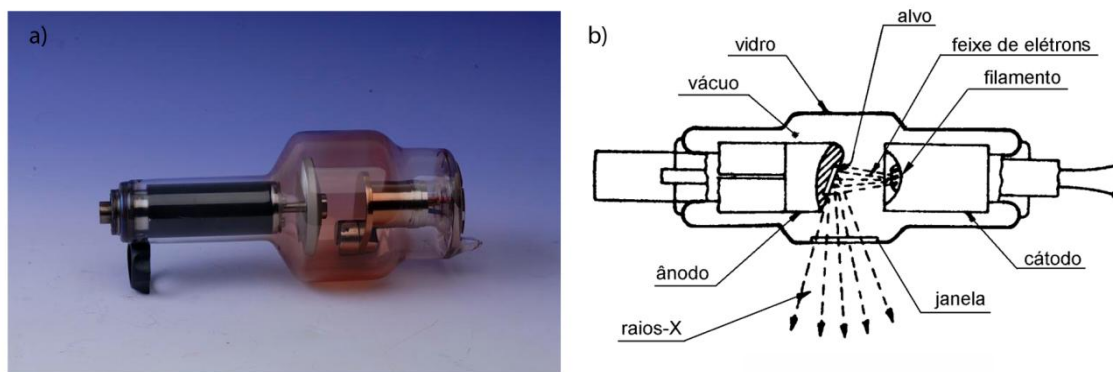 a)
b)
alvo
vidro
feixe de elétrons
vácuo
filamento
ânodo
cátodo
janela
raios-X